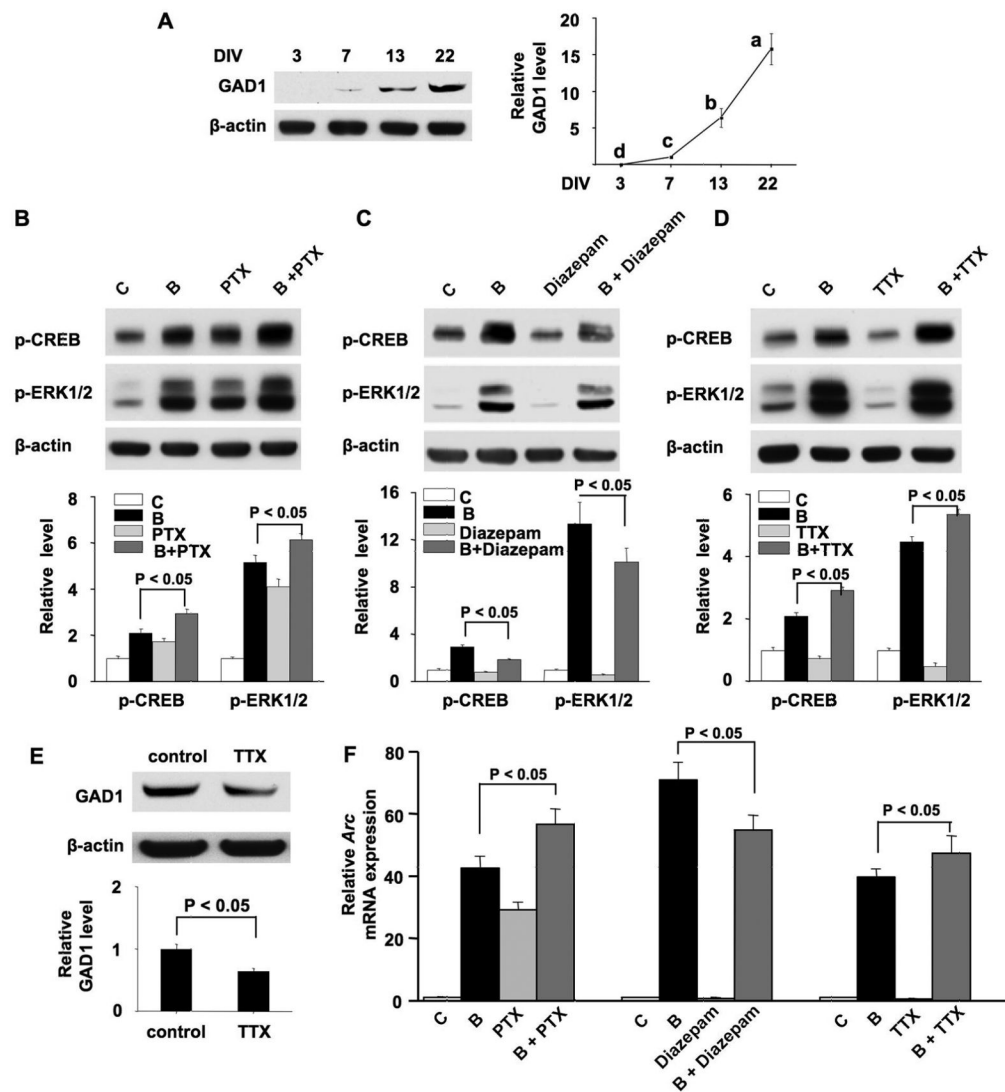 A
DIV 3 7 13 22
GAD1
β-actin
Relative
GAD1 level
20
15
10
5
a
b
c
d
DIV 3 7 13 22
B
C B PTX B +PTX
p-CREB
p-ERK1/2
β-actin
Relative level
8
6
4
2
0
C
B
PTX
B+PTX
P < 0.05
P < 0.05
p-CREB p-ERK1/2
C
C B Diazepam B + Diazepam
p-CREB
p-ERK1/2
β-actin
Relative level
16
12
8
4
0
C
B
Diazepam
B+Diazepam
P < 0.05
P < 0.05
p-CREB p-ERK1/2
D
C B TTX B +TTX
p-CREB
p-ERK1/2
β-actin
Relative level
6
4
2
0
C
B
TTX
B+TTX
P < 0.05
P < 0.05
p-CREB p-ERK1/2
E
control TTX
GAD1
β-actin
Relative
GAD1 level
2
1
0
P < 0.05
control TTX
F
Relative Arc
mRNA expression
80
60
40
20
0
P < 0.05
P < 0.05
P < 0.05
C B PTX B + PTX C B Diazepam B + Diazepam C B TTX B + TTX